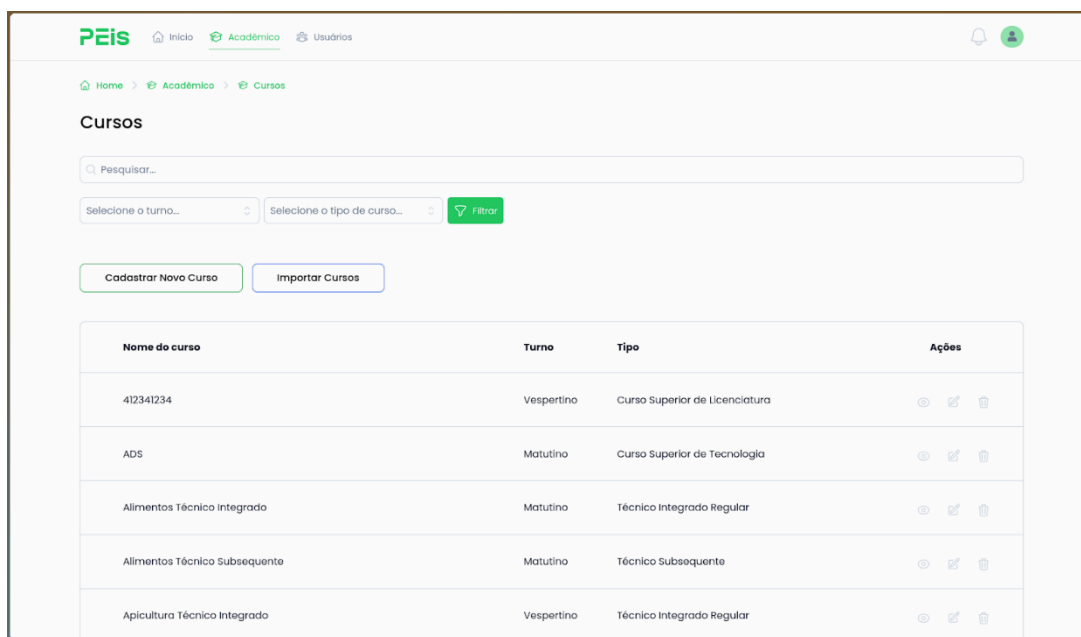 PEis Inicio Acadêmico Usuários
Home > Acadêmico > Cursos
Cursos
Pesquisar...
Selecione o turno... Selecione o tipo de curso... Filtrar
Cadastrar Novo Curso Importar Cursos
Nome do curso Turno Tipo Ações
412341234 Vespertino Curso Superior de Licenciatura
ADS Matutino Curso Superior de Tecnologia
Alimentos Técnico Integrado Matutino Técnico Integrado Regular
Alimentos Técnico Subsequente Matutino Técnico Subsequente
Apicultura Técnico Integrado Vespertino Técnico Integrado Regular